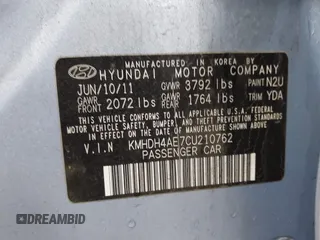 MANUFACTURED IN KOREA BY
HYUNDAI MOTOR COMPANY
JUN/10/11 GVWR 3792 lbs PAINT N2U
GAWR FRONT 2072 lbs GAWR REAR 1764 lbs TRIM YDA
THIS VEHICLE CONFORMS TO ALL APPLICABLE U.S. FEDERAL MOTOR VEHICLE SAFETY, BUMPER, AND THEFT PREVENTION STANDARDS IN EFFECT ON THE DATE OF MANUFACTURE SHOWN ABOVE.
V.I.N KMHDH4AE7CU210762
PASSENGER CAR
© DREAMBID